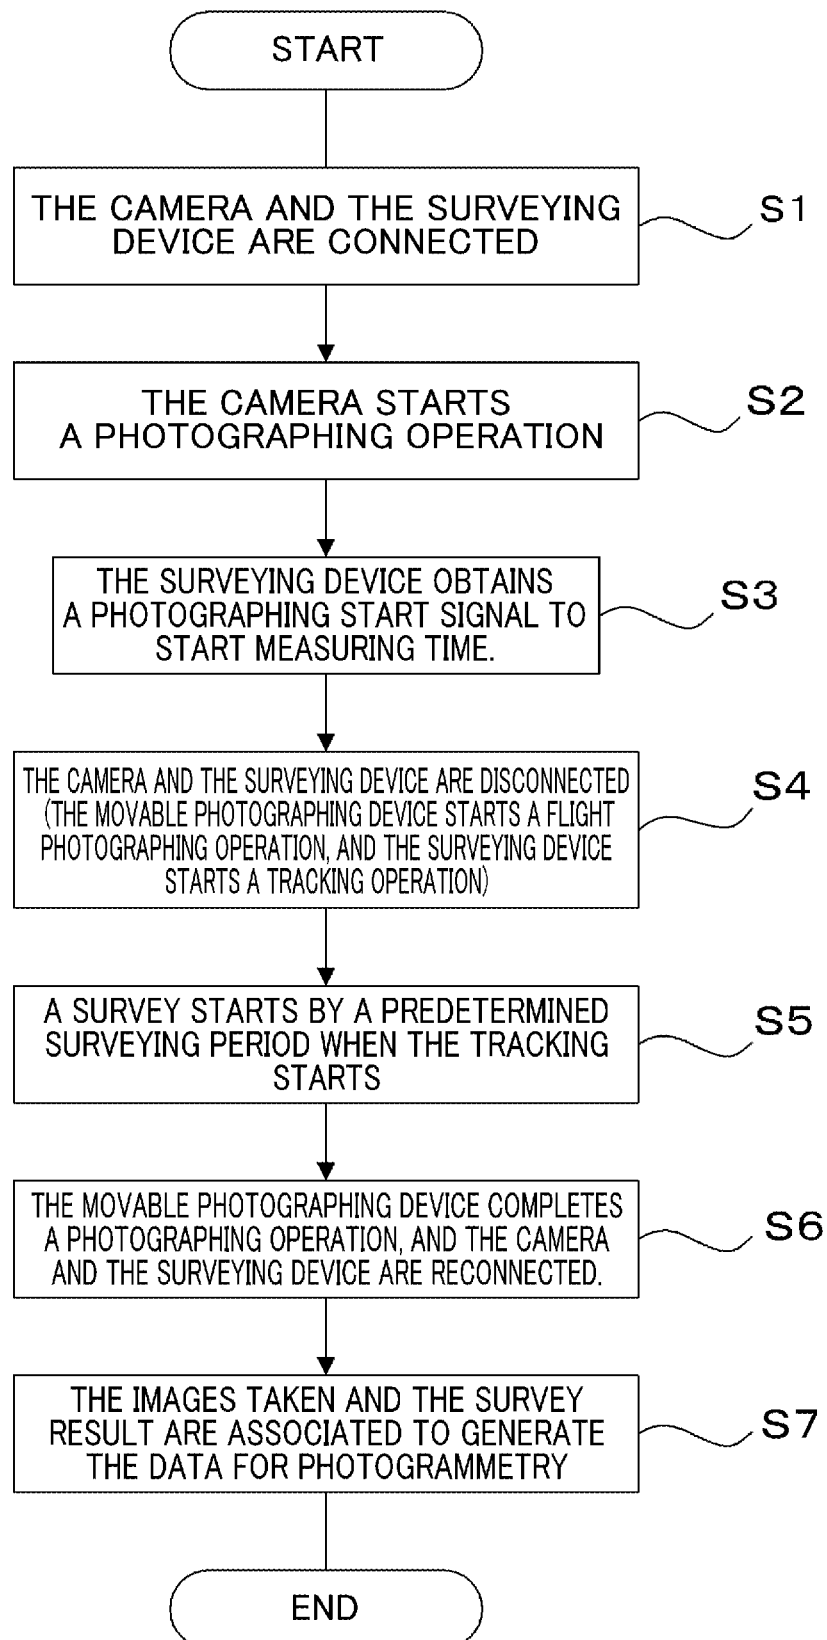 START
THE CAMERA AND THE SURVEYING
DEVICE ARE CONNECTED
S1
THE CAMERA STARTS
A PHOTOGRAPHING OPERATION
S2
THE SURVEYING DEVICE OBTAINS
A PHOTOGRAPHING START SIGNAL TO
START MEASURING TIME.
S3
THE CAMERA AND THE SURVEYING DEVICE ARE DISCONNECTED
(THE MOVABLE PHOTOGRAPHING DEVICE STARTS A FLIGHT
PHOTOGRAPHING OPERATION, AND THE SURVEYING DEVICE
STARTS A TRACKING OPERATION)
S4
A SURVEY STARTS BY A PREDETERMINED
SURVEYING PERIOD WHEN THE TRACKING
STARTS
S5
THE MOVABLE PHOTOGRAPHING DEVICE COMPLETES
A PHOTOGRAPHING OPERATION, AND THE CAMERA
AND THE SURVEYING DEVICE ARE RECONNECTED.
S6
THE IMAGES TAKEN AND THE SURVEY
RESULT ARE ASSOCIATED TO GENERATE
THE DATA FOR PHOTOGRAMMETRY
S7
END